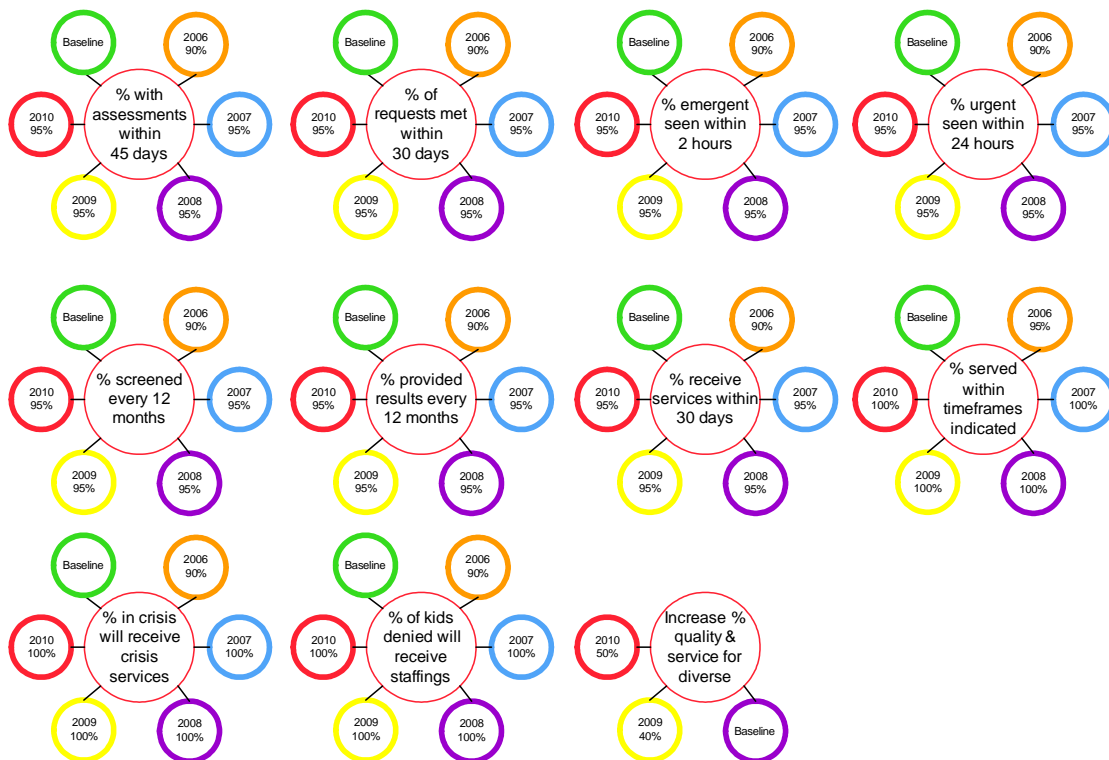 Baseline
2006
90%
% with
assessments
within
45 days
2010
95%
2007
95%
2009
95%
2008
95%
Baseline
2006
90%
% of
requests met
within
30 days
2010
95%
2007
95%
2009
95%
2008
95%
Baseline
2006
90%
% emergent
seen within
2 hours
2010
95%
2007
95%
2009
95%
2008
95%
Baseline
2006
90%
% urgent
seen within
24 hours
2010
95%
2007
95%
2009
95%
2008
95%
Baseline
2006
90%
% screened
every 12
months
2010
95%
2007
95%
2009
95%
2008
95%
Baseline
2006
90%
% provided
results every
12 months
2010
95%
2007
95%
2009
95%
2008
95%
Baseline
2006
90%
% receive
services within
30 days
2010
95%
2007
95%
2009
95%
2008
95%
Baseline
2006
95%
% served
within
timeframes
indicated
2010
100%
2007
100%
2009
100%
2008
100%
Baseline
2006
90%
% in crisis
will receive
crisis
services
2010
100%
2007
100%
2009
100%
2008
100%
Baseline
2006
90%
% of kids
denied will
receive
staffings
2010
100%
2007
100%
2009
100%
2008
100%
Increase %
quality &
service for
diverse
2010
50%
2009
40%
Baseline